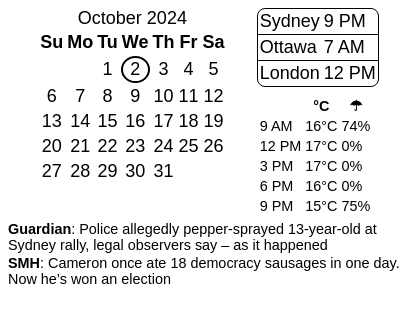 October 2024
Su Mo Tu We Th Fr Sa
1 2 3 4 5
6 7 8 9 10 11 12
13 14 15 16 17 18 19
20 21 22 23 24 25 26
27 28 29 30 31
Sydney 9 PM
Ottawa 7 AM
London 12 PM
°C ☂
9 AM 16°C 74%
12 PM 17°C 0%
3 PM 17°C 0%
6 PM 16°C 0%
9 PM 15°C 75%
Guardian: Police allegedly pepper-sprayed 13-year-old at
Sydney rally, legal observers say – as it happened
SMH: Cameron once ate 18 democracy sausages in one day.
Now he’s won an election